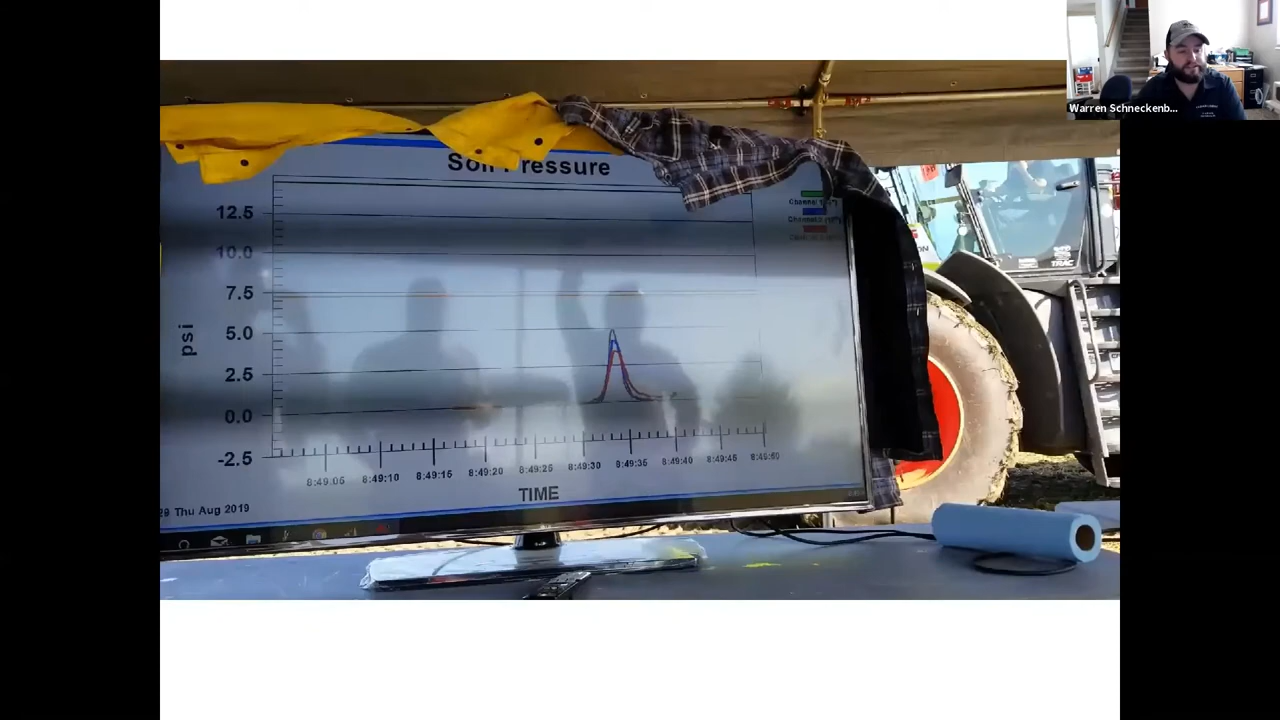 Warren Schneckenb...
Soil Pressure
Channel
12.5
10.0
7.5
5.0
2.5
0.0
-2.5
psi
8:49:05 8:49:10 8:49:15 8:49:20 8:49:25 8:49:30 8:49:35 8:49:40 8:49:45 8:49:50
TIME
Thu Aug 2019
TRAC